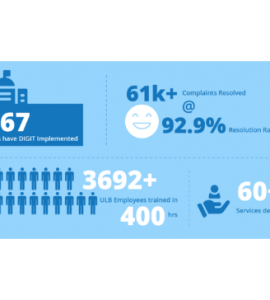 67
have DIGIT Implemented
61k+ Complaints Resolved
@
92.9% Resolution Ra
3692+
ULB Employees trained in
400 hrs
60
Services de